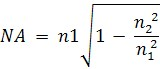 NA = n1√(1 − n₂²/n₁²)